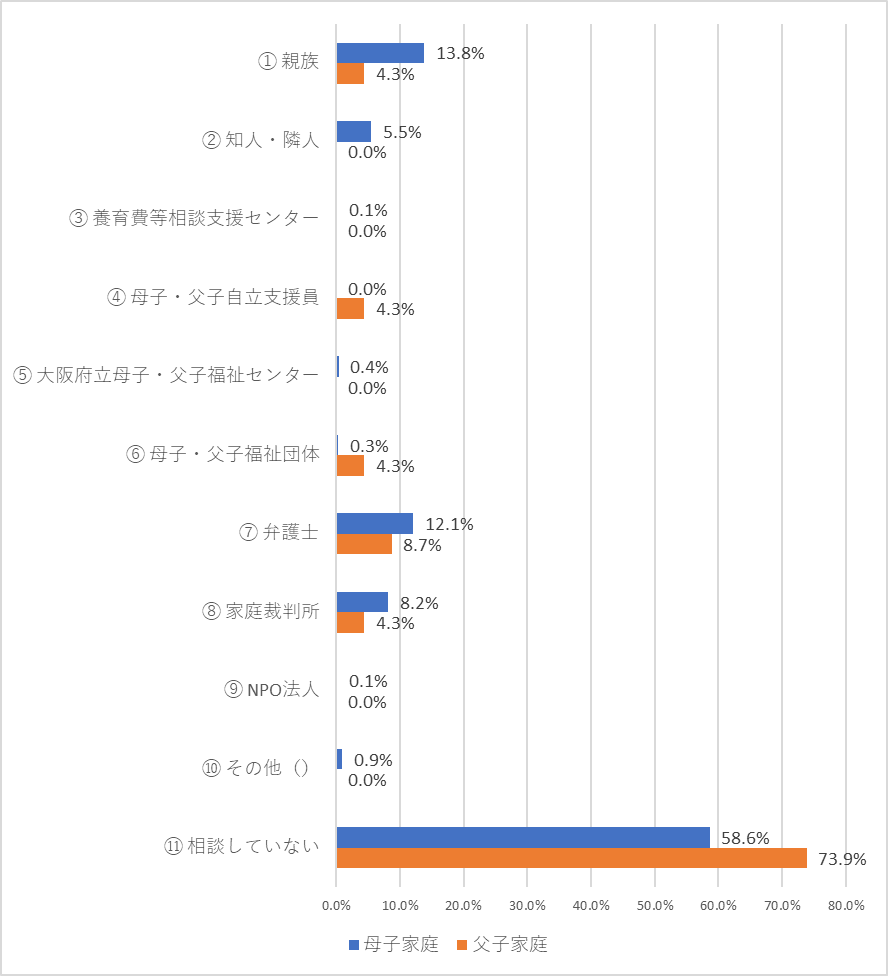 ① 親族
13.8%
4.3%
② 知人・隣人
5.5%
0.0%
③ 養育費等相談支援センター
0.1%
0.0%
④ 母子・父子自立支援員
0.0%
4.3%
⑤ 大阪府立母子・父子福祉センター
0.4%
0.0%
⑥ 母子・父子福祉団体
0.3%
4.3%
⑦ 弁護士
12.1%
8.7%
⑧ 家庭裁判所
8.2%
4.3%
⑨ NPO法人
0.1%
0.0%
⑩ その他（）
0.9%
0.0%
⑪ 相談していない
58.6%
73.9%
0.0% 10.0% 20.0% 30.0% 40.0% 50.0% 60.0% 70.0% 80.0%
母子家庭 父子家庭